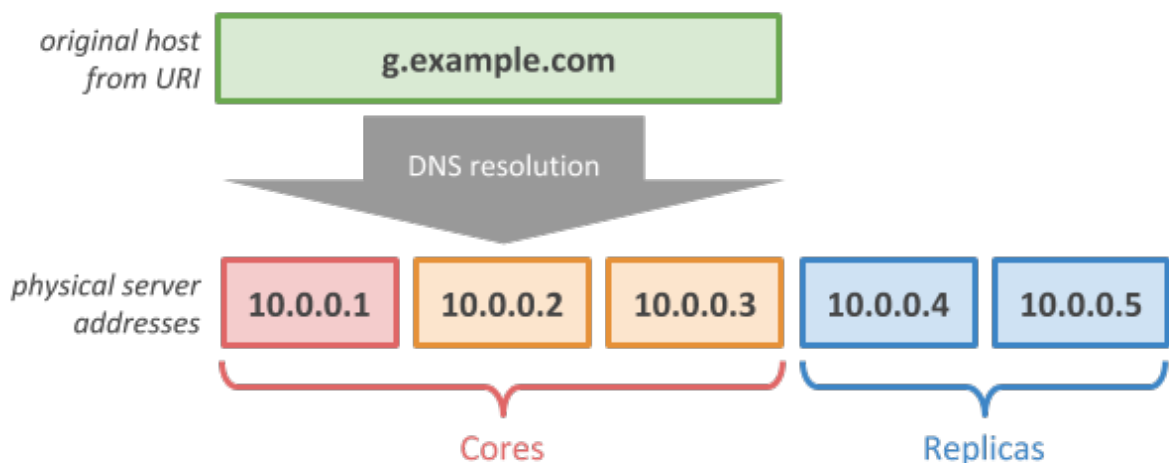 original host
from URI
g.example.com
DNS resolution
physical server
addresses
10.0.0.1
10.0.0.2
10.0.0.3
10.0.0.4
10.0.0.5
Cores
Replicas